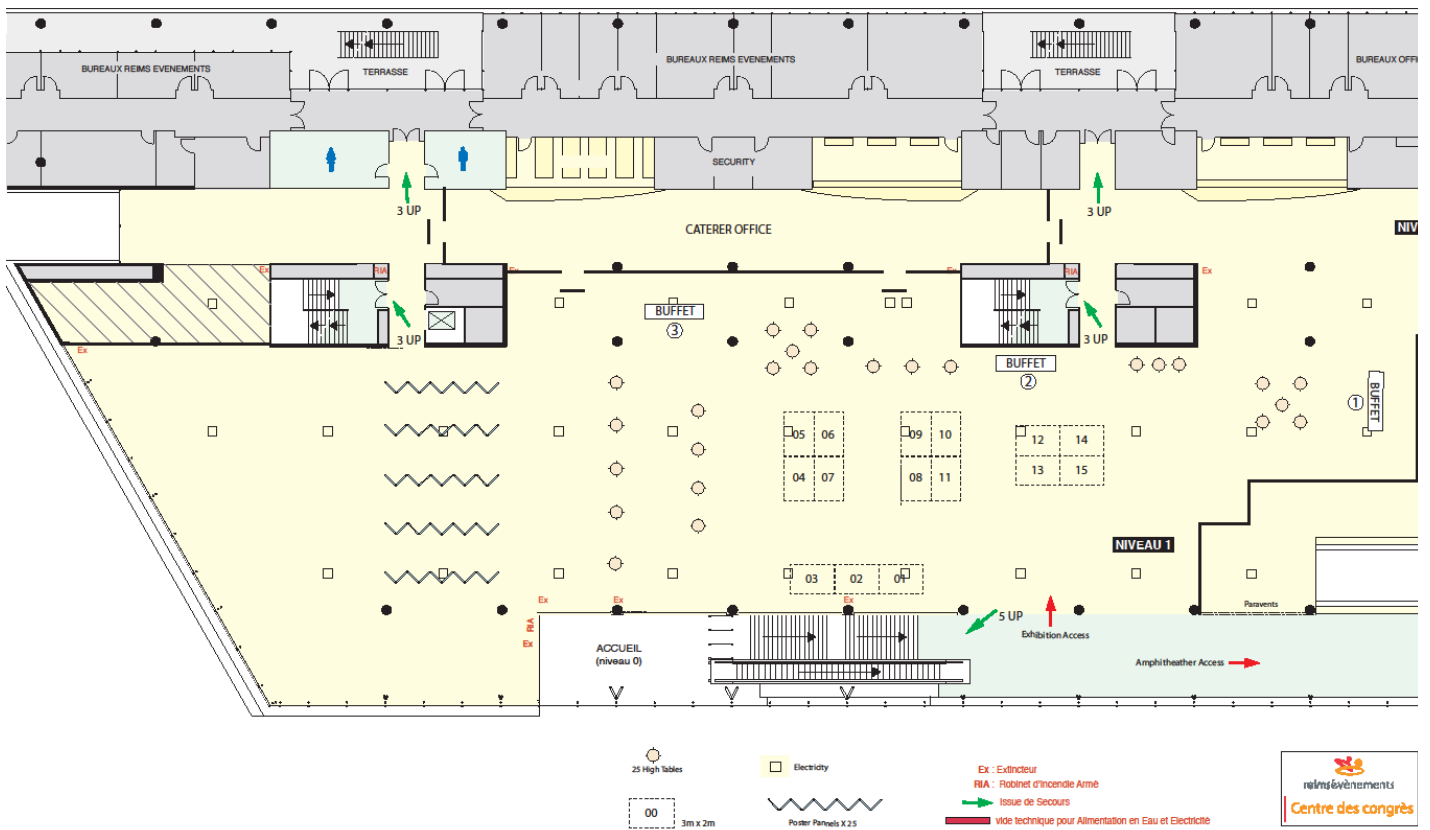 BUREAUX REIMS EVENEMENTS
TERRASSE
BUREAUX REIMS EVENEMENTS
TERRASSE
BUREAUX OFFI
SECURITY
3 UP
3 UP
CATERER OFFICE
NIV
Ex
RIA
Ex
Ex
RIA
Ex
BUFFET
3
3 UP
3 UP
Ex
BUFFET
2
1
BUFFET
05 06
09 10
12 14
04 07
08 11
13 15
NIVEAU 1
03 02 01
Ex
Ex
Ex
Paravents
RIA
5 UP
Exhibition Access
Ex
ACCUEIL
(niveau 0)
Amphitheather Access
25 High Tables
Electricity
00
3m x 2m
Poster Pannels X 25
Ex : Extincteur
RIA : Robinet d'Incendie Armé
Issue de Secours
vide technique pour Alimentation en Eau et Electricité
reimsévènements
Centre des congrès